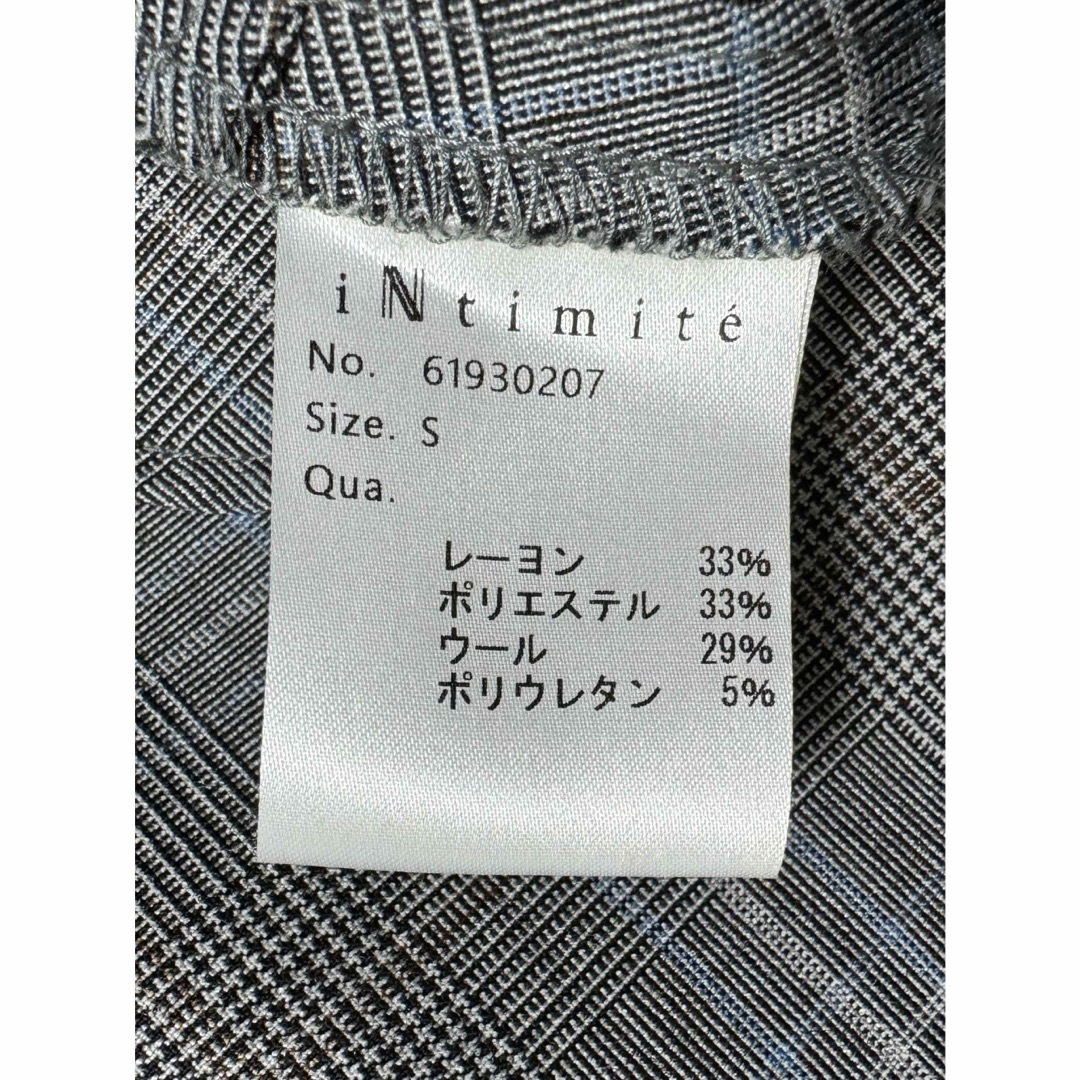 iNtimité
No. 61930207
Size. S
Qua.
レーヨン 33%
ポリエステル 33%
ウール 29%
ポリウレタン 5%